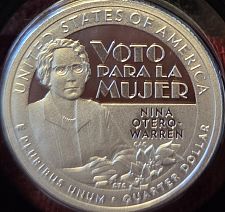 UNITED STATES OF AMERICA
VOTO
PARA LA
MUJER
NINA
OTERO-
WARREN
E PLURIBUS UNUM • QUARTER DOLLAR